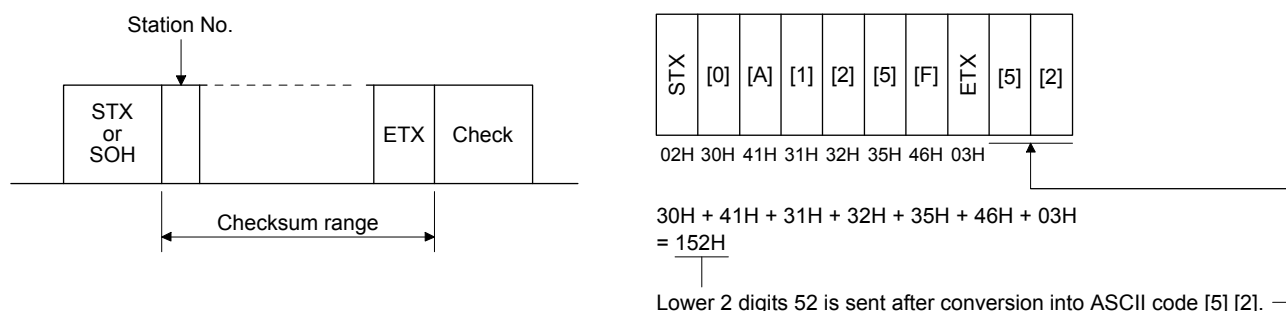 Station No.
STX
or
SOH
ETX
Check
Checksum range
STX
[0]
[A]
[1]
[2]
[5]
[F]
ETX
[5]
[2]
02H 30H 41H 31H 32H 35H 46H 03H
30H + 41H + 31H + 32H + 35H + 46H + 03H
= 152H
Lower 2 digits 52 is sent after conversion into ASCII code [5] [2].